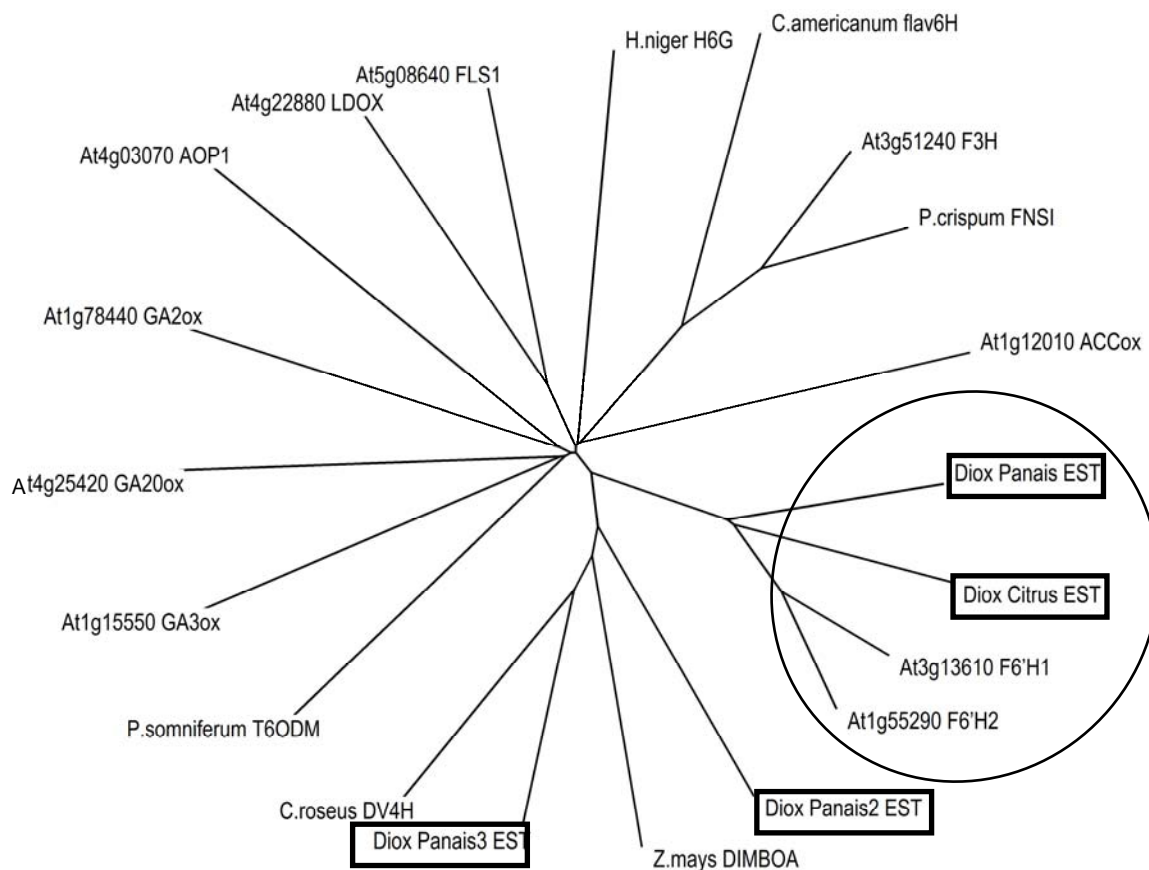 C.americanum flav6H
H.niger H6G
At5g08640 FLS1
At4g22880 LDOX
At4g03070 AOP1
At3g51240 F3H
P.crispum FNSI
At1g78440 GA2ox
At1g12010 ACCox
Diox Panais EST
At4g25420 GA20ox
Diox Citrus EST
At1g15550 GA3ox
At3g13610 F6'H1
At1g55290 F6'H2
P.somniferum T6ODM
C.roseus DV4H
Diox Panais2 EST
Diox Panais3 EST
Z.mays DIMBOA